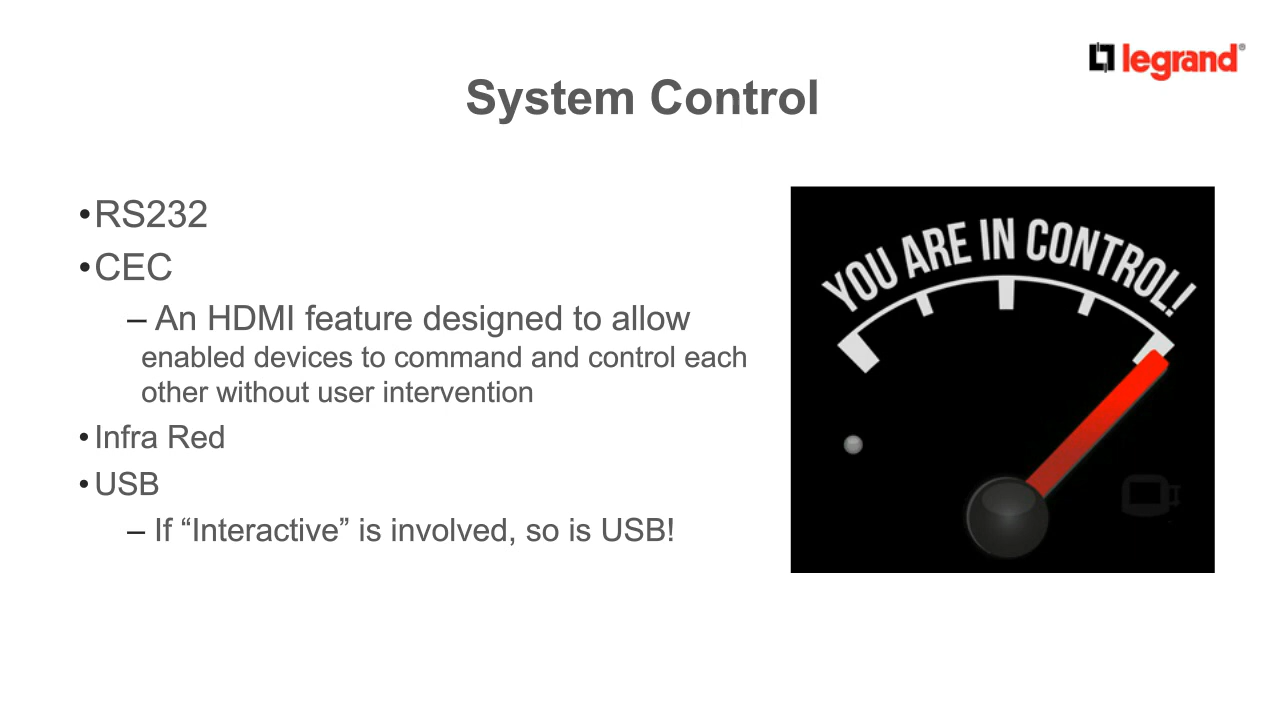 legrand®
System Control
•RS232
•CEC
– An HDMI feature designed to allow
enabled devices to command and control each
other without user intervention
•Infra Red
•USB
– If “Interactive” is involved, so is USB!
YOU ARE IN CONTROL!